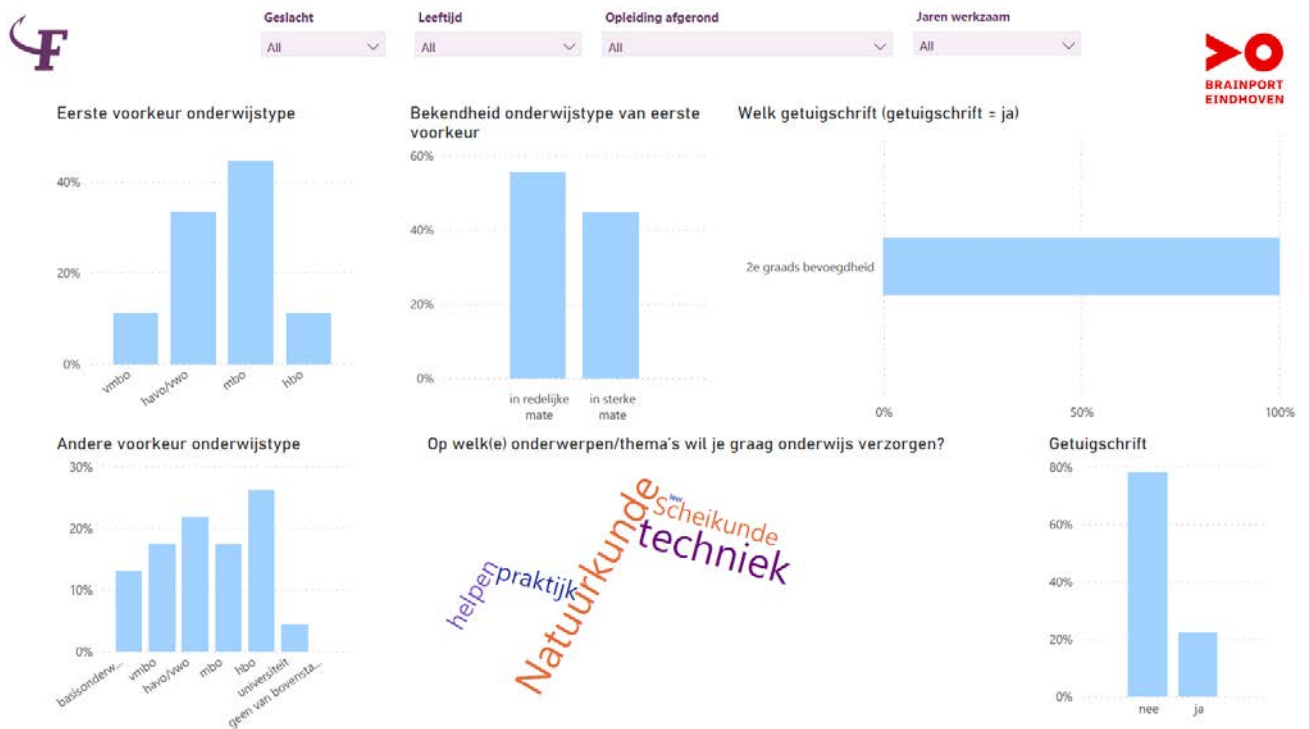 F
Geslacht
Leeftijd
Opleiding afgerond
Jaren werkzaam
All
All
All
All
BRAINPORT
EINDHOVEN
Eerste voorkeur onderwijstype
40%
20%
0%
vmbo
havo/vwo
mbo
hbo
Bekendheid onderwijstype van eerste
voorkeur
60%
40%
20%
0%
in redelijke
mate
in sterke
mate
Welk getuigschrift (getuigschrift = ja)
2e graads bevoegdheid
0%
50%
100%
Andere voorkeur onderwijstype
30%
20%
10%
0%
basisonderw...
vmbo
havo/vwo
mbo
hbo
universiteit
geen van bovensta...
Op welk(e) onderwerpen/thema's wil je graag onderwijs verzorgen?
Natuurkunde
Scheikunde
techniek
praktijk
helpen
Getuigschrift
80%
60%
40%
20%
0%
nee
ja